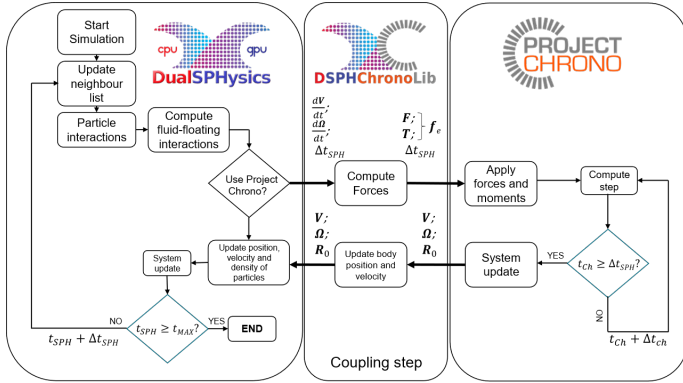 Start
Simulation
Update
neighbour
list
Particle
interactions
Compute
fluid-floating
interactions
Use Project
Chrono?
Update position,
velocity and
density of
particles
System
update
t_SPH ≥ t_MAX?
NO
YES
END
t_SPH + Δt_SPH
cpu
gpu
DualSPHysics
DSPHChronoLib
dV/dt;
dΩ/dt;
Δt_SPH
F;
T;
f_e
Δt_SPH
Compute
Forces
V;
Ω;
R_0
V;
Ω;
R_0
Update body
position and
velocity
Coupling step
PROJECT
CHRONO
Apply
forces and
moments
Compute
step
t_Ch ≥ Δt_SPH?
YES
NO
System
update
t_Ch + Δt_ch